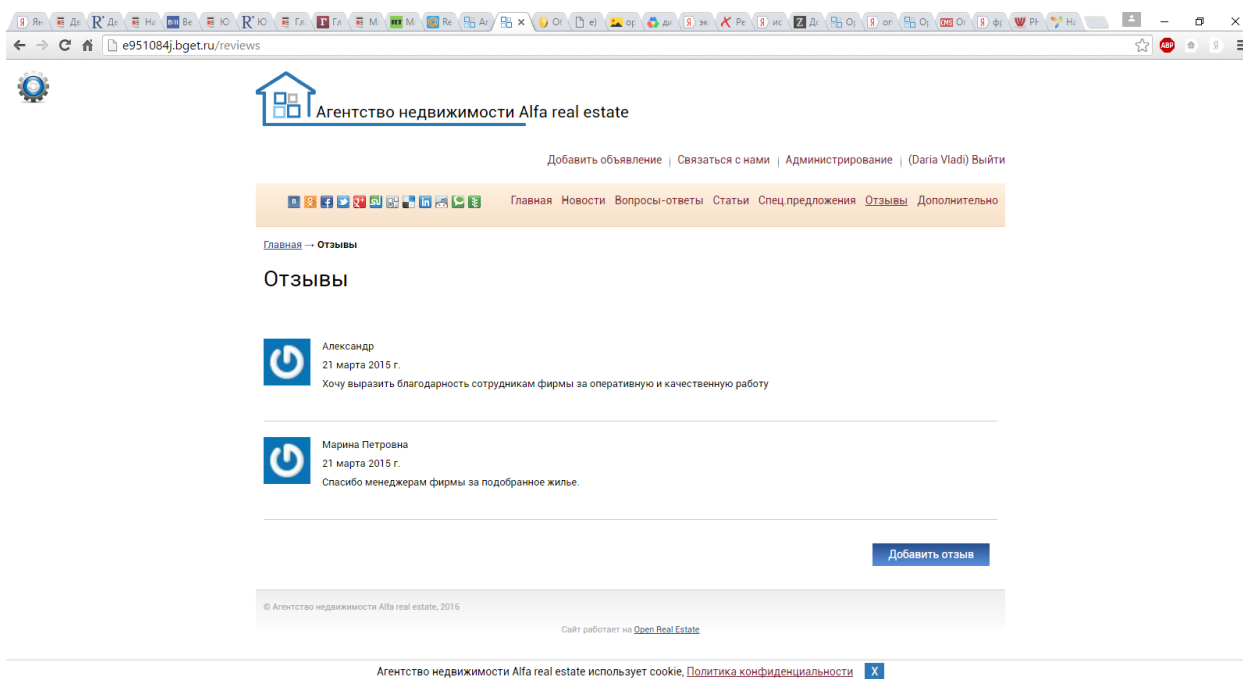 e951084j.bget.ru/reviews
ABP
Агентство недвижимости Alfa real estate
Добавить объявление | Связаться с нами | Администрирование | (Daria Vladi) Выйти
Главная Новости Вопросы-ответы Статьи Спец.предложения Отзывы Дополнительно
Главная → Отзывы
Отзывы
Александр
21 марта 2015 г.
Хочу выразить благодарность сотрудникам фирмы за оперативную и качественную работу
Марина Петровна
21 марта 2015 г.
Спасибо менеджерам фирмы за подобранное жилье.
Добавить отзыв
© Агентство недвижимости Alfa real estate, 2016
Сайт работает на Open Real Estate
Агентство недвижимости Alfa real estate использует cookie, Политика конфиденциальности X